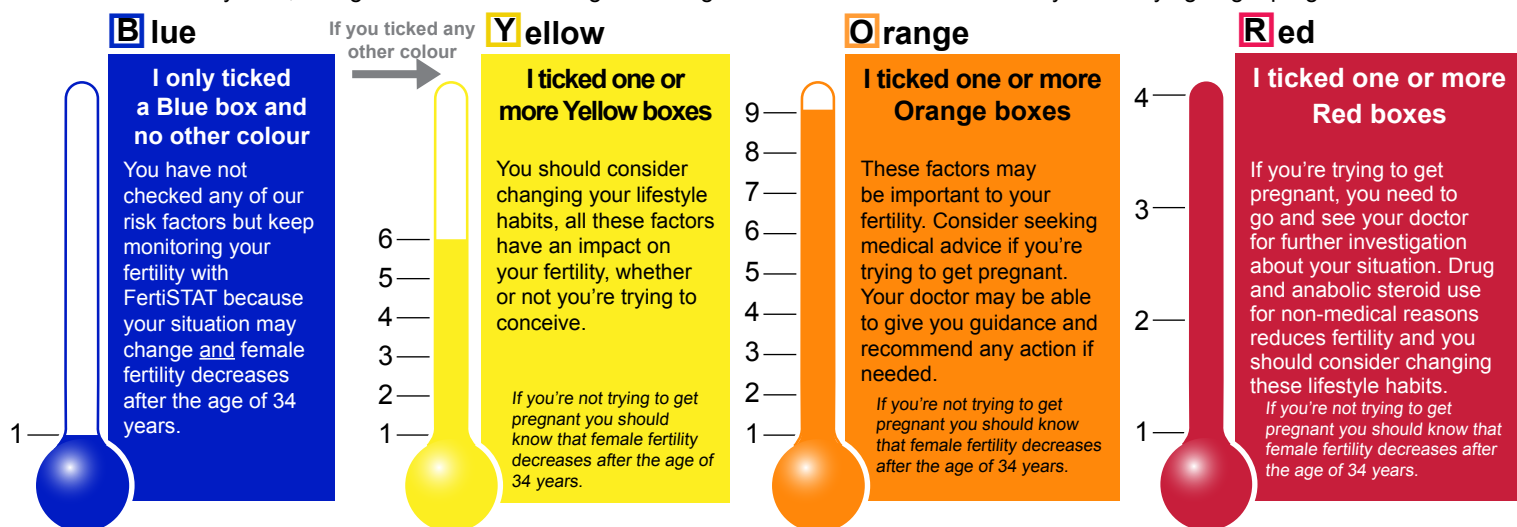 Blue
I only ticked
a Blue box and
no other colour
You have not
checked any of our
risk factors but keep
monitoring your
fertility with
FertiSTAT because
your situation may
change and female
fertility decreases
after the age of 34
years.
1
If you ticked any
other colour
Yellow
I ticked one or
more Yellow boxes
You should consider
changing your lifestyle
habits, all these factors
have an impact on
your fertility, whether
or not you're trying to
conceive.
If you're not trying to get
pregnant you should
know that female fertility
decreases after the age of
34 years.
6
5
4
3
2
1
Orange
I ticked one or more
Orange boxes
These factors may
be important to your
fertility. Consider seeking
medical advice if you're
trying to get pregnant.
Your doctor may be able
to give you guidance and
recommend any action if
needed.
If you're not trying to get
pregnant you should know
that female fertility decreases
after the age of 34 years.
9
8
7
6
5
4
3
2
1
Red
I ticked one or more
Red boxes
If you're trying to get
pregnant, you need to
go and see your doctor
for further investigation
about your situation. Drug
and anabolic steroid use
for non-medical reasons
reduces fertility and you
should consider changing
these lifestyle habits.
If you're not trying to get
pregnant you should know that
female fertility decreases after
the age of 34 years.
4
3
2
1